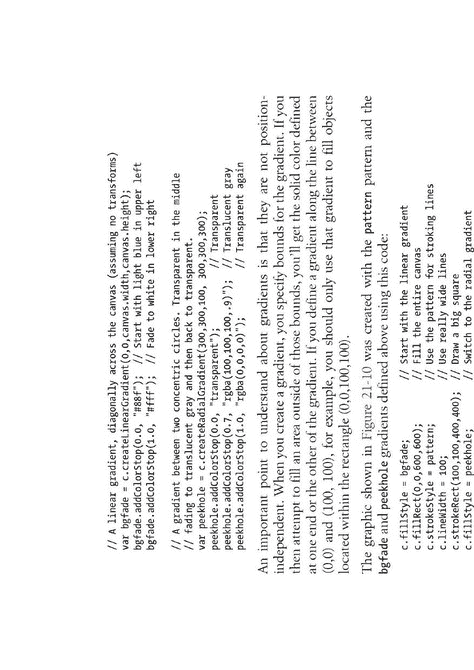 // A linear gradient, diagonally across the canvas (assuming no transforms)
var bgfade = c.createLinearGradient(0,0,canvas.width,canvas.height);
bgfade.addColorStop(0.0, "#88f");  // Start with light blue in upper left
bgfade.addColorStop(1.0, "#fff");  // Fade to white in lower right
// A gradient between two concentric circles. Transparent in the middle
// fading to translucent gray and then back to transparent.
var peekhole = c.createRadialGradient(300,300,100, 300,300,300);
peekhole.addColorStop(0.0, "transparent");           // Transparent
peekhole.addColorStop(0.7, "rgba(100,100,100,.9)");  // Translucent gray
peekhole.addColorStop(1.0, "rgba(0,0,0,0)");         // Transparent again
An important point to understand about gradients is that they are not position-
independent. When you create a gradient, you specify bounds for the gradient. If you
then attempt to fill an area outside of those bounds, you'll get the solid color defined
at one end or the other of the gradient. If you define a gradient along the line between
(0,0) and (100, 100), for example, you should only use that gradient to fill objects
located within the rectangle (0,0,100,100).
The graphic shown in Figure 21-10 was created with the pattern pattern and the
bgfade and peekhole gradients defined above using this code:
c.fillStyle = bgfade;            // Start with the linear gradient
c.fillRect(0,0,600,600);         // Fill the entire canvas
c.strokeStyle = pattern;         // Use the pattern for stroking lines
c.lineWidth = 100;               // Use really wide lines
c.strokeRect(100,100,400,400);   // Draw a big square
c.fillStyle = peekhole;          // Switch to the radial gradient